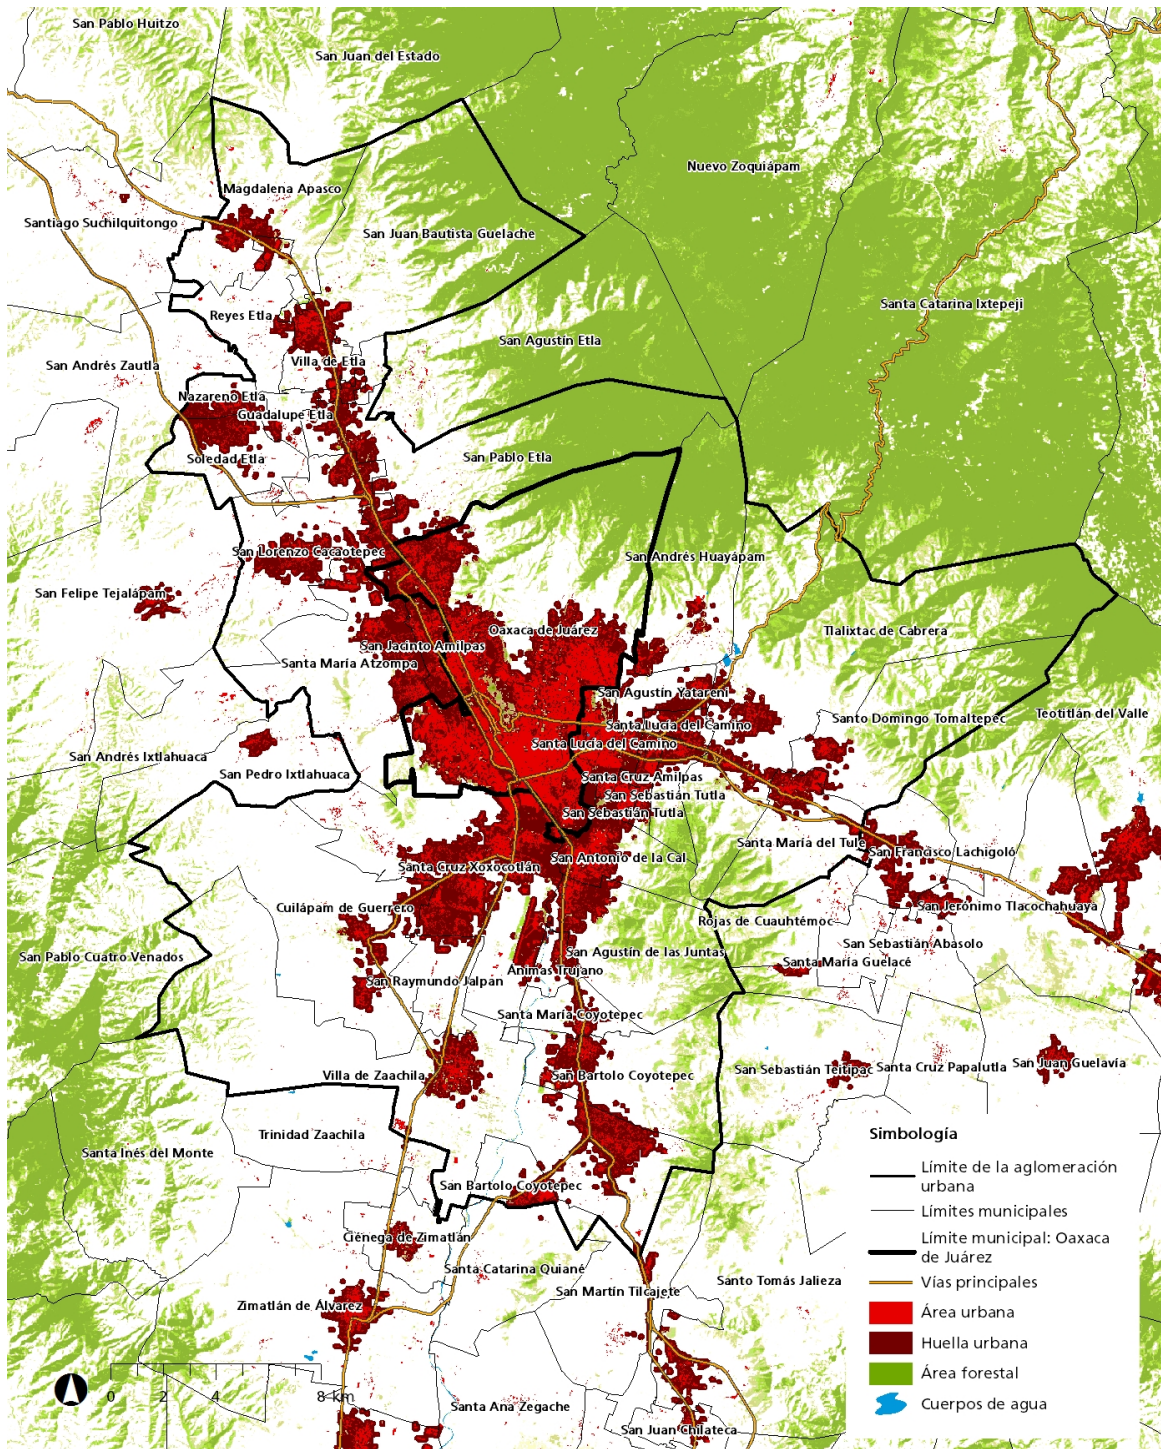 San Pablo Huitzo
San Juan del Estado
Nuevo Zoquiápam
Magdalena Apasco
Santiago Suchilquitongo
San Juan Bautista Guelache
Santa Catarina Ixtepeji
Reyes Etla
San Agustín Etla
Villa de Etla
San Andrés Zautla
Nazareno Etla
Guadalupe Etla
Soledad Etla
San Pablo Etla
San Lorenzo Cacaotepec
San Andrés Huayápam
San Felipe Tejalápam
Oaxaca de Juárez
Tlalixtac de Cabrera
San Jacinto Amilpas
Santa María Atzompa
San Agustín Yatareni
Teotitlán del Valle
Santo Domingo Tomaltepec
Santa Lucía del Camino
Santa Lucía del Camino
San Andrés Ixtlahuaca
San Pedro Ixtlahuaca
Santa Cruz Amilpas
San Sebastián Tutla
San Sebastián Tutla
Santa María del Tule
San Francisco Lachigoló
San Antonio de la Cal
Santa Cruz Xoxocotlán
Cuilápam de Guerrero
San Jerónimo Tlacochahuaya
Rojas de Cuauhtémoc
San Sebastián Abasolo
San Agustín de las Juntas
San Pablo Cuatro Venados
Santa María Guelacé
Ánimas Trujano
San Raymundo Jalpan
Santa María Coyotepec
San Juan Guelavía
Santa Cruz Papalutla
San Sebastián Teitipac
San Bartolo Coyotepec
Villa de Zaachila
Trinidad Zaachila
Santa Inés del Monte
San Bartolo Coyotepec
Ciénega de Zimatlán
Santa Catarina Quiané
Santo Tomás Jalieza
San Martín Tilcajete
Zimatlán de Álvarez
Santa Ana Zegache
San Juan Chilateca
0 2 4 8 km
Simbología
Límite de la aglomeración
urbana
Límites municipales
Límite municipal: Oaxaca
de Juárez
Vías principales
Área urbana
Huella urbana
Área forestal
Cuerpos de agua